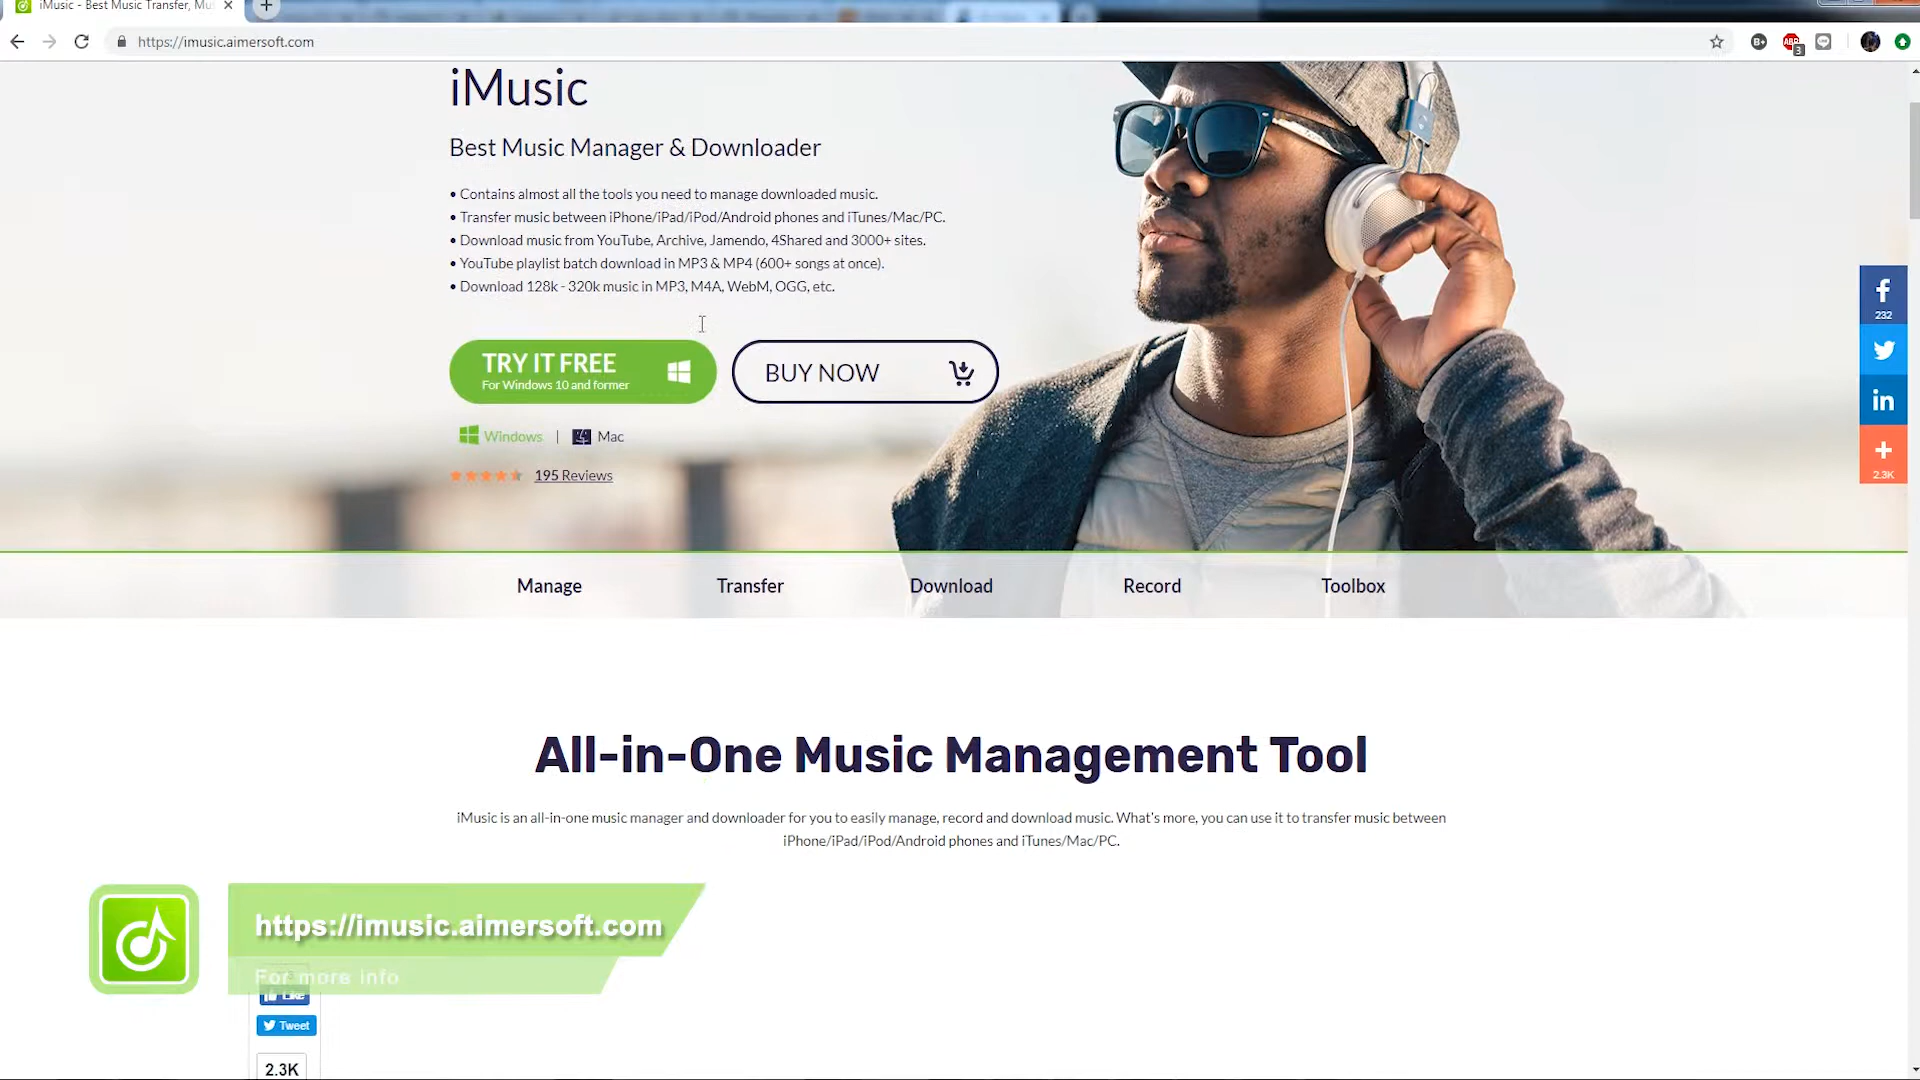 iMusic - Best Music Transfer, Mu
https://imusic.aimersoft.com
B+
ABP
3
iMusic
Best Music Manager & Downloader
• Contains almost all the tools you need to manage downloaded music.
• Transfer music between iPhone/iPad/iPod/Android phones and iTunes/Mac/PC.
• Download music from YouTube, Archive, Jamendo, 4Shared and 3000+ sites.
• YouTube playlist batch download in MP3 & MP4 (600+ songs at once).
• Download 128k - 320k music in MP3, M4A, WebM, OGG, etc.
TRY IT FREE
For Windows 10 and former
BUY NOW
Windows | Mac
195 Reviews
232
in
2.3K
Manage
Transfer
Download
Record
Toolbox
All-in-One Music Management Tool
iMusic is an all-in-one music manager and downloader for you to easily manage, record and download music. What's more, you can use it to transfer music between
iPhone/iPad/iPod/Android phones and iTunes/Mac/PC.
https://imusic.aimersoft.com
For more info
Like
Tweet
2.3K